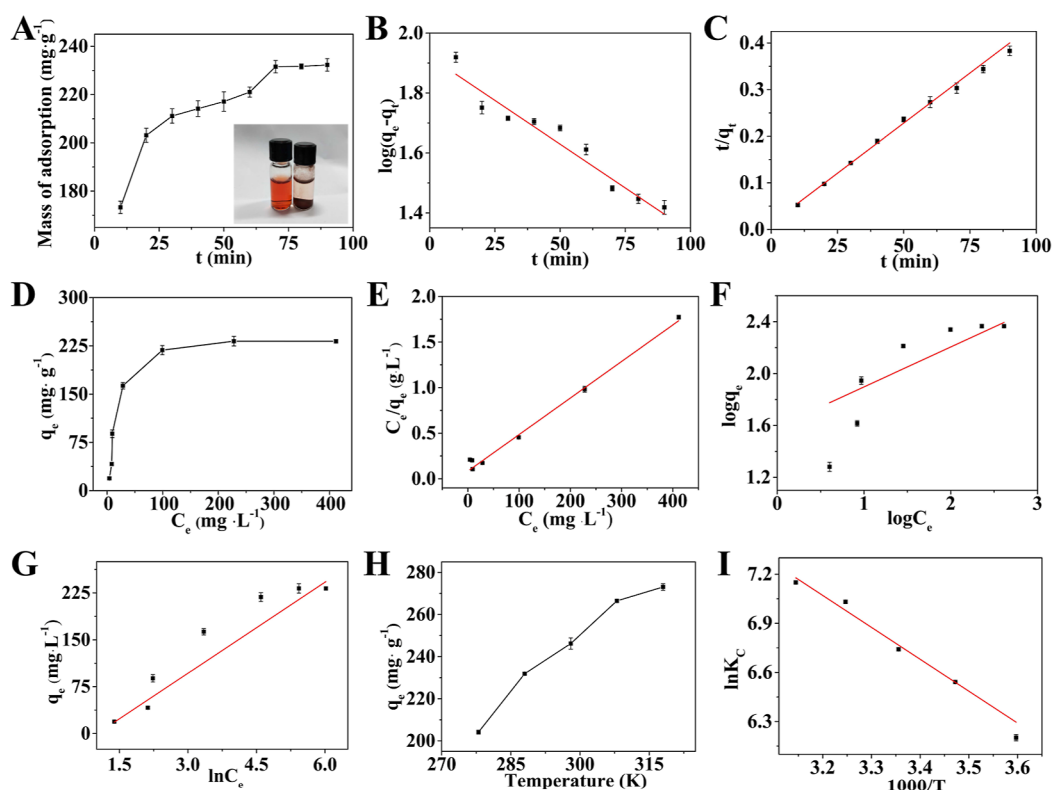 A
Mass of adsorption (mg·g⁻¹)
240
220
200
180
160
0 25 50 75 100
t (min)
B
log(qₑ-qₜ)
2.0
1.8
1.6
1.4
0 25 50 75 100
t (min)
C
t/qₜ
0.4
0.3
0.2
0.1
0.0
0 25 50 75 100
t (min)
D
qₑ (mg· g⁻¹)
300
225
150
75
0
0 100 200 300 400
Cₑ (mg ·L⁻¹)
E
Cₑ/qₑ (g·L⁻¹)
2.0
1.5
1.0
0.5
0.0
0 100 200 300 400
Cₑ (mg ·L⁻¹)
F
logqₑ
2.4
2.0
1.6
1.2
0 1 2 3
logCₑ
G
qₑ (mg·L⁻¹)
225
150
75
0
1.5 3.0 4.5 6.0
lnCₑ
H
qₑ (mg· g⁻¹)
280
260
240
220
200
270 285 300 315
Temperature (K)
I
lnK_C
7.2
6.9
6.6
6.3
3.2 3.3 3.4 3.5 3.6
1000/T